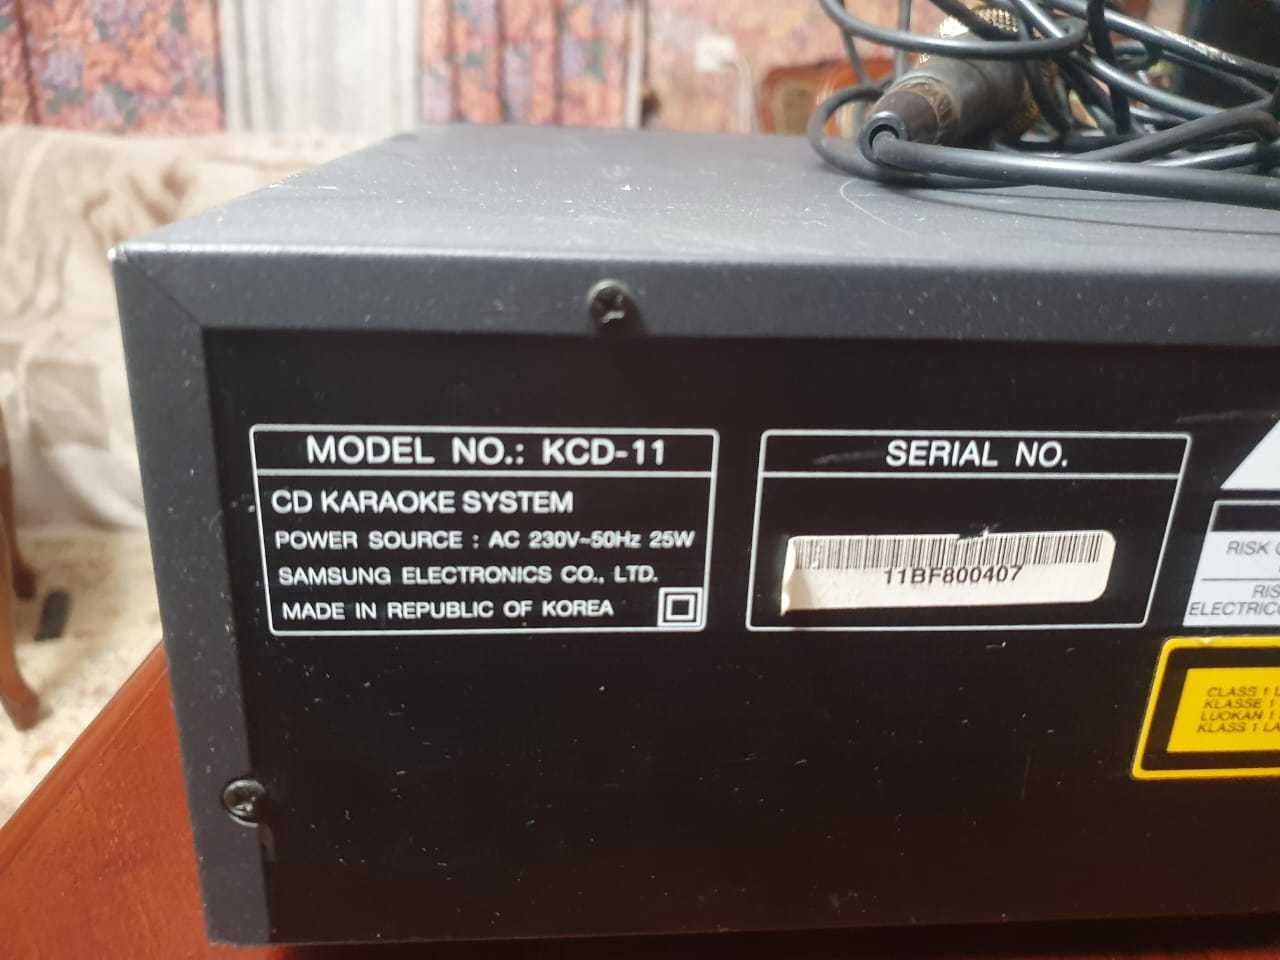 MODEL NO.: KCD-11
CD KARAOKE SYSTEM
POWER SOURCE : AC 230V~50Hz 25W
SAMSUNG ELECTRONICS CO., LTD.
MADE IN REPUBLIC OF KOREA
SERIAL NO.
11BF800407
RISK
ELECTRIC
CLASS 1
KLASSE 1
LUOKAN 1
KLASS 1